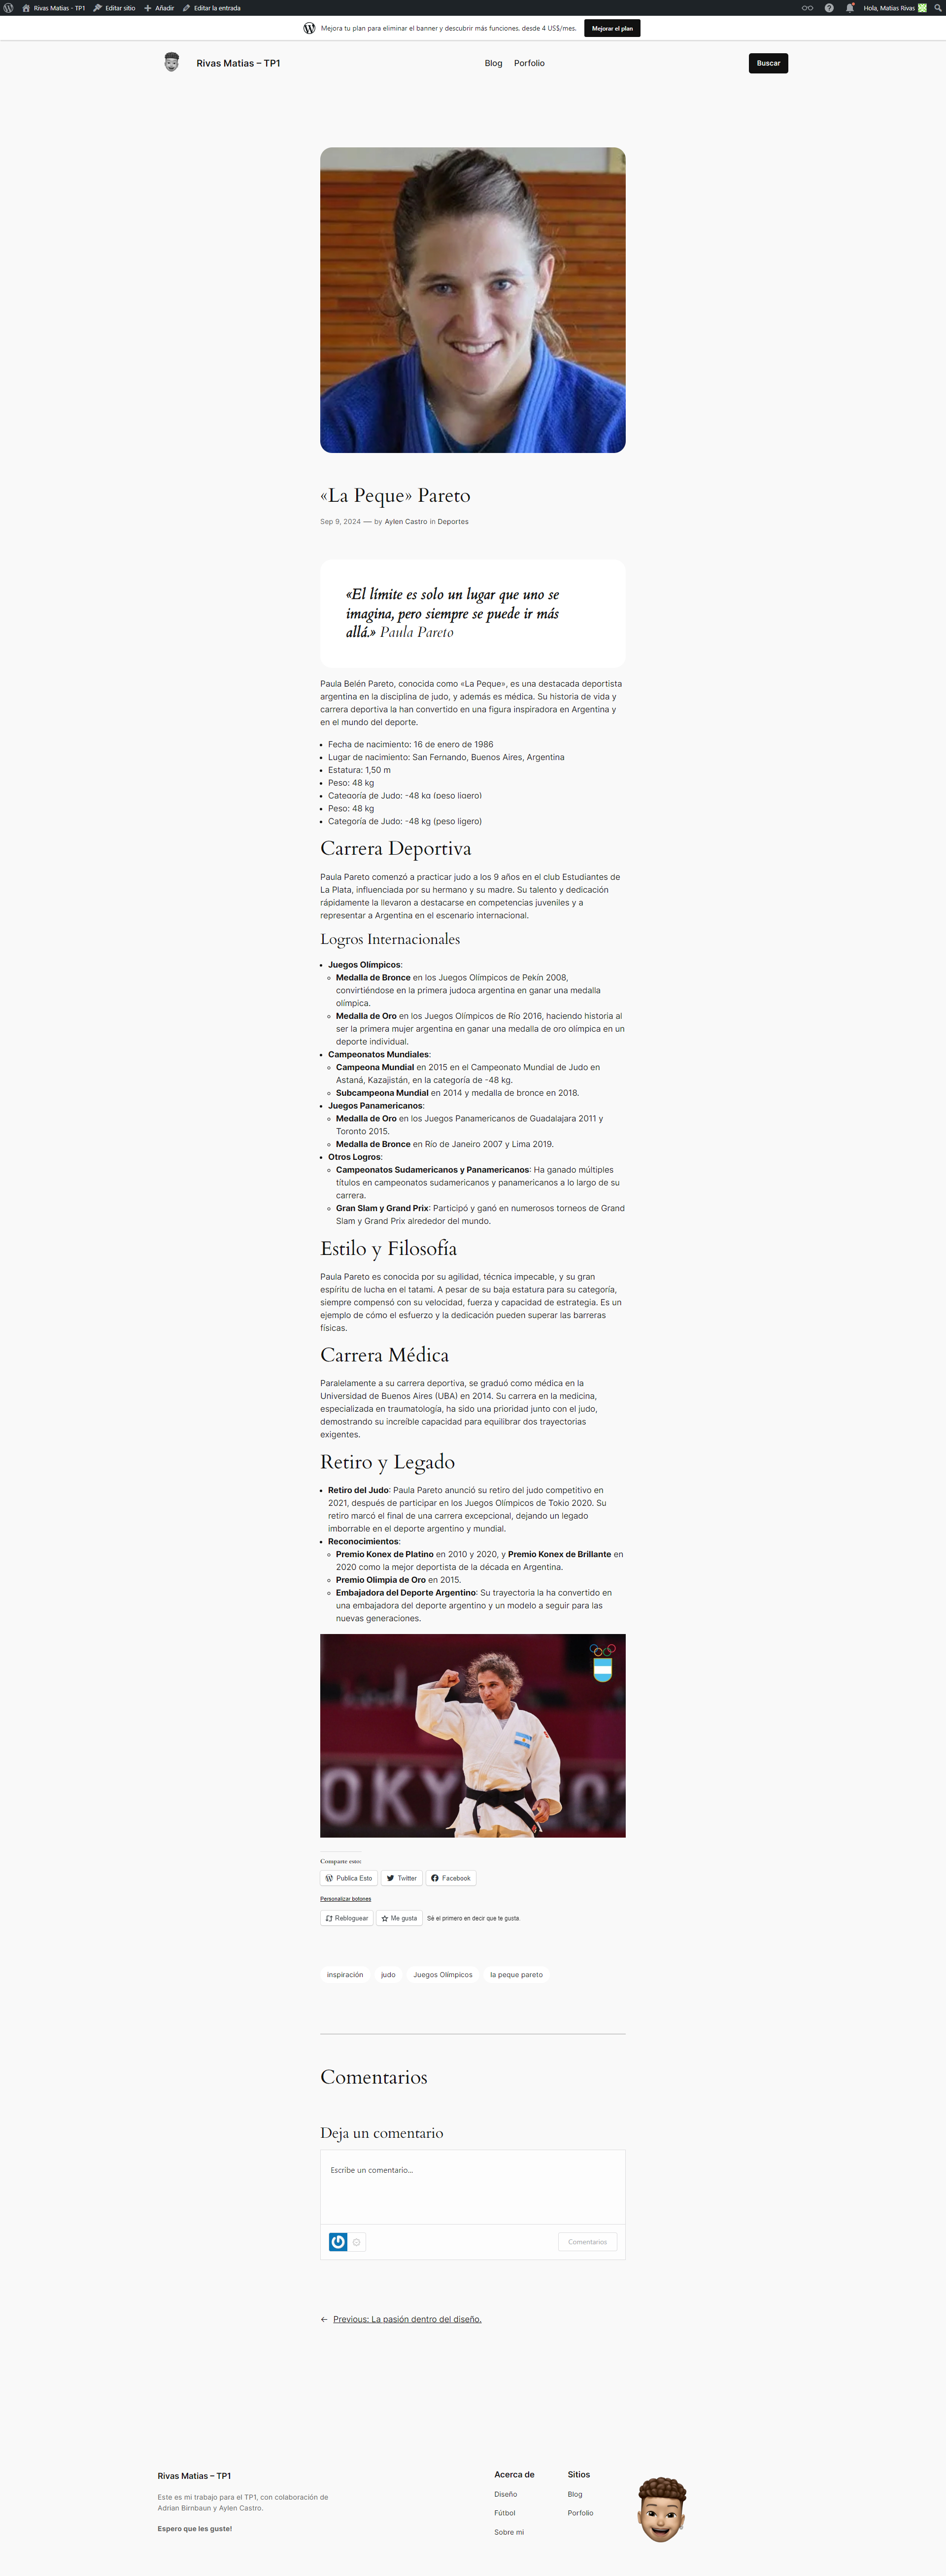 Rivas Matias - TP1 Editar sitio Añadir Editar la entrada Hola, Matias Rivas
Mejora tu plan para eliminar el banner y descubrir más funciones. desde 4 US$/mes. Mejorar el plan
Rivas Matias – TP1 Blog Porfolio Buscar
«La Peque» Pareto
Sep 9, 2024 — by Aylen Castro in Deportes
«El límite es solo un lugar que uno se
imagina, pero siempre se puede ir más
allá.» Paula Pareto
Paula Belén Pareto, conocida como «La Peque», es una destacada deportista
argentina en la disciplina de judo, y además es médica. Su historia de vida y
carrera deportiva la han convertido en una figura inspiradora en Argentina y
en el mundo del deporte.
• Fecha de nacimiento: 16 de enero de 1986
• Lugar de nacimiento: San Fernando, Buenos Aires, Argentina
• Estatura: 1,50 m
• Peso: 48 kg
• Categoría de Judo: -48 kg (peso ligero)
• Peso: 48 kg
• Categoría de Judo: -48 kg (peso ligero)
Carrera Deportiva
Paula Pareto comenzó a practicar judo a los 9 años en el club Estudiantes de
La Plata, influenciada por su hermano y su madre. Su talento y dedicación
rápidamente la llevaron a destacarse en competencias juveniles y a
representar a Argentina en el escenario internacional.
Logros Internacionales
• Juegos Olímpicos:
◦ Medalla de Bronce en los Juegos Olímpicos de Pekín 2008,
convirtiéndose en la primera judoca argentina en ganar una medalla
olímpica.
◦ Medalla de Oro en los Juegos Olímpicos de Río 2016, haciendo historia al
ser la primera mujer argentina en ganar una medalla de oro olímpica en un
deporte individual.
• Campeonatos Mundiales:
◦ Campeona Mundial en 2015 en el Campeonato Mundial de Judo en
Astaná, Kazajistán, en la categoría de -48 kg.
◦ Subcampeona Mundial en 2014 y medalla de bronce en 2018.
• Juegos Panamericanos:
◦ Medalla de Oro en los Juegos Panamericanos de Guadalajara 2011 y
Toronto 2015.
◦ Medalla de Bronce en Río de Janeiro 2007 y Lima 2019.
• Otros Logros:
◦ Campeonatos Sudamericanos y Panamericanos: Ha ganado múltiples
títulos en campeonatos sudamericanos y panamericanos a lo largo de su
carrera.
◦ Gran Slam y Grand Prix: Participó y ganó en numerosos torneos de Grand
Slam y Grand Prix alrededor del mundo.
Estilo y Filosofía
Paula Pareto es conocida por su agilidad, técnica impecable, y su gran
espíritu de lucha en el tatami. A pesar de su baja estatura para su categoría,
siempre compensó con su velocidad, fuerza y capacidad de estrategia. Es un
ejemplo de cómo el esfuerzo y la dedicación pueden superar las barreras
físicas.
Carrera Médica
Paralelamente a su carrera deportiva, se graduó como médica en la
Universidad de Buenos Aires (UBA) en 2014. Su carrera en la medicina,
especializada en traumatología, ha sido una prioridad junto con el judo,
demostrando su increíble capacidad para equilibrar dos trayectorias
exigentes.
Retiro y Legado
• Retiro del Judo: Paula Pareto anunció su retiro del judo competitivo en
2021, después de participar en los Juegos Olímpicos de Tokio 2020. Su
retiro marcó el final de una carrera excepcional, dejando un legado
imborrable en el deporte argentino y mundial.
• Reconocimientos:
◦ Premio Konex de Platino en 2010 y 2020, y Premio Konex de Brillante en
2020 como la mejor deportista de la década en Argentina.
◦ Premio Olimpia de Oro en 2015.
◦ Embajadora del Deporte Argentino: Su trayectoria la ha convertido en
una embajadora del deporte argentino y un modelo a seguir para las
nuevas generaciones.
OKY
Comparte esto:
Publica Esto Twitter Facebook
Personalizar botones
Rebloguear Me gusta Sé el primero en decir que te gusta.
inspiración judo Juegos Olímpicos la peque pareto
Comentarios
Deja un comentario
Escribe un comentario...
Comentarios
← Previous: La pasión dentro del diseño.
Rivas Matias – TP1
Este es mi trabajo para el TP1, con colaboración de
Adrian Birnbaun y Aylen Castro.
Espero que les guste!
Acerca de
Diseño
Fútbol
Sobre mi
Sitios
Blog
Porfolio